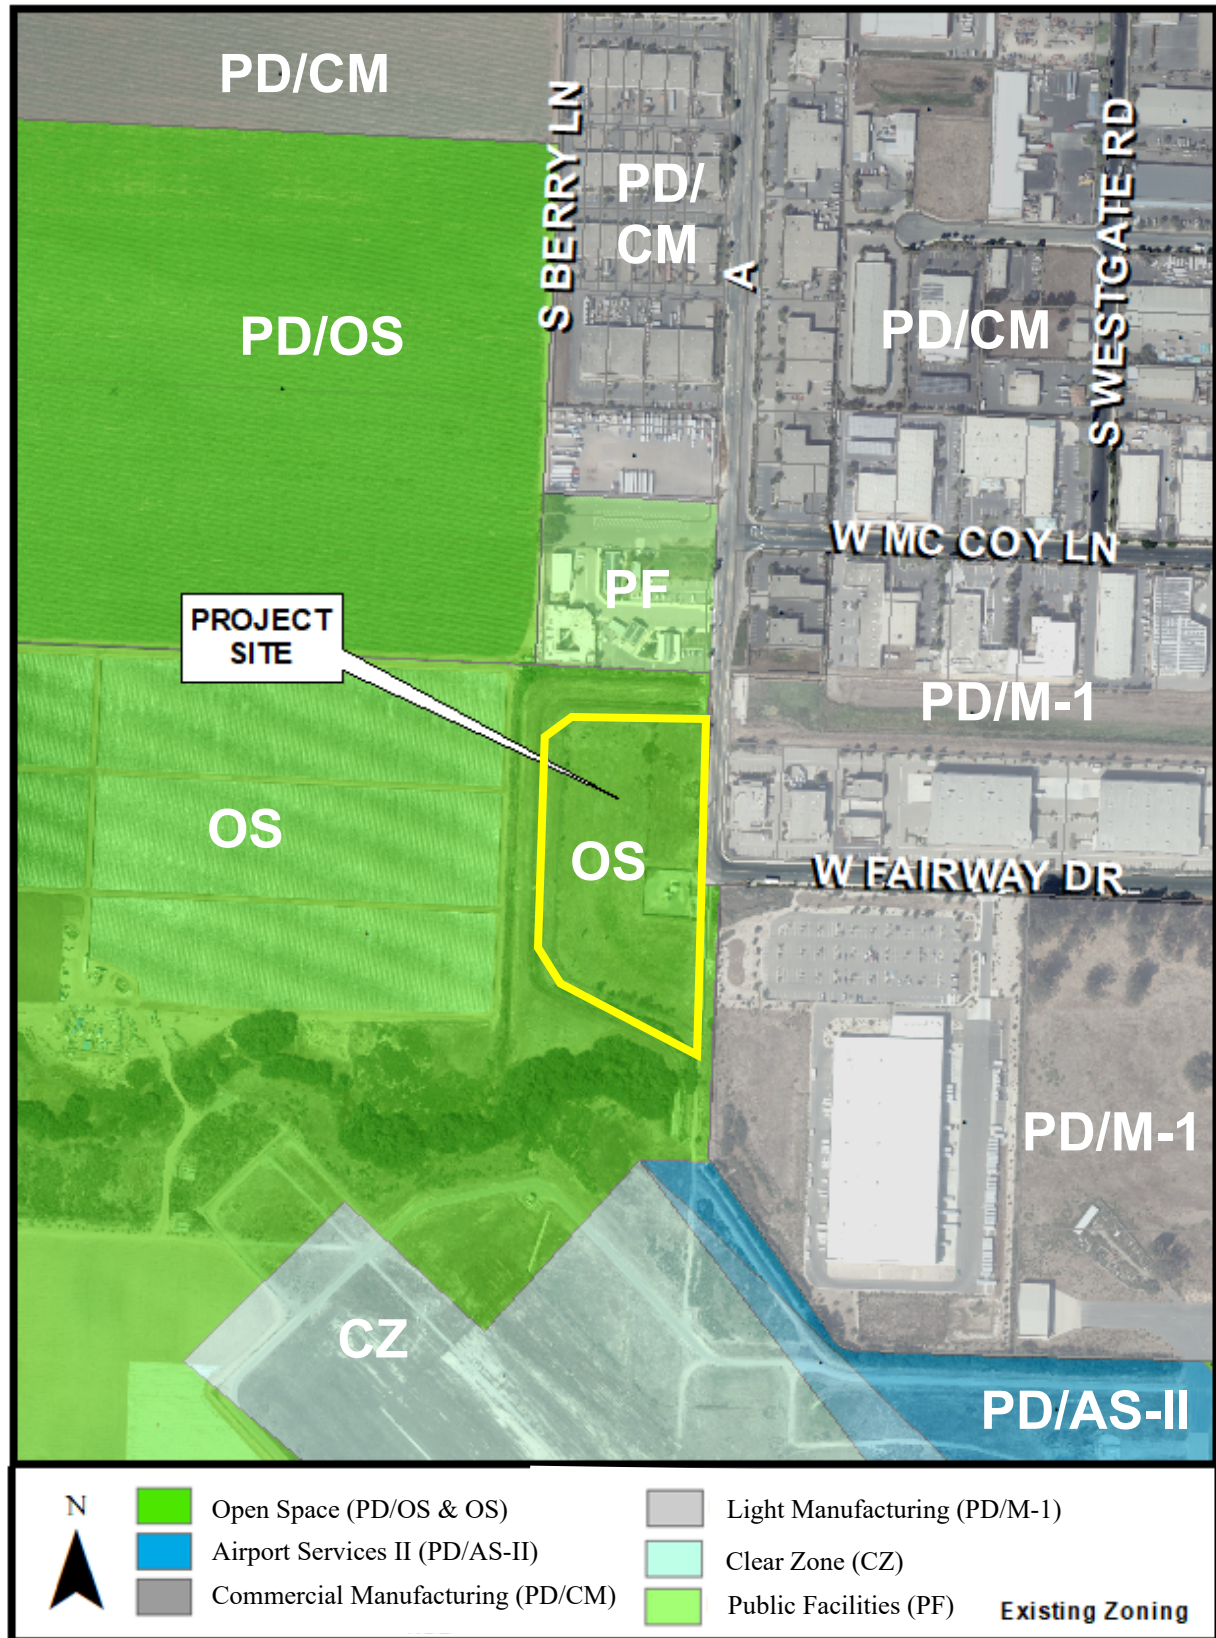 PD/CM
S BERRY LN
PD/
CM
A
S WESTGATE RD
PD/OS
PD/CM
W MC COY LN
PF
PROJECT
SITE
PD/M-1
OS
OS
W FAIRWAY DR
PD/M-1
CZ
PD/AS-II
N
Open Space (PD/OS & OS)
Airport Services II (PD/AS-II)
Commercial Manufacturing (PD/CM)
Light Manufacturing (PD/M-1)
Clear Zone (CZ)
Public Facilities (PF)
Existing Zoning